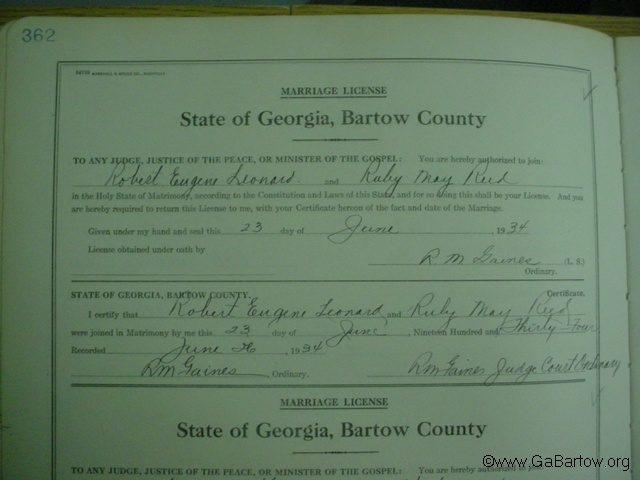 362
MARSHALL & BRUCE CO., NASHVILLE
MARRIAGE LICENSE
State of Georgia, Bartow County
TO ANY JUDGE, JUSTICE OF THE PEACE, OR MINISTER OF THE GOSPEL: You are hereby authorized to join:
Robert Eugene Leonard and Ruby May Reed
in the Holy State of Matrimony, according to the Constitution and Laws of this State, and for so doing this shall be your License. And you
are hereby required to return this License to me, with your Certificate hereon of the fact and date of the Marriage.
Given under my hand and seal this 23 day of June 1934
License obtained under oath by
R M Gaines (L. S.)
Ordinary.
STATE OF GEORGIA, BARTOW COUNTY. Certificate.
I certify that Robert Eugene Leonard and Ruby May Reed
were joined in Matrimony by me this 23 day of June, Nineteen Hundred and Thirty-Four
Recorded June 26, 1934
RM Gaines, Ordinary. RM Gaines Judge Court Ordinary
MARRIAGE LICENSE
State of Georgia, Bartow County
TO ANY JUDGE, JUSTICE OF THE PEACE, OR MINISTER OF THE GOSPEL: You are hereby authorized to join:
©www.GaBartow.org